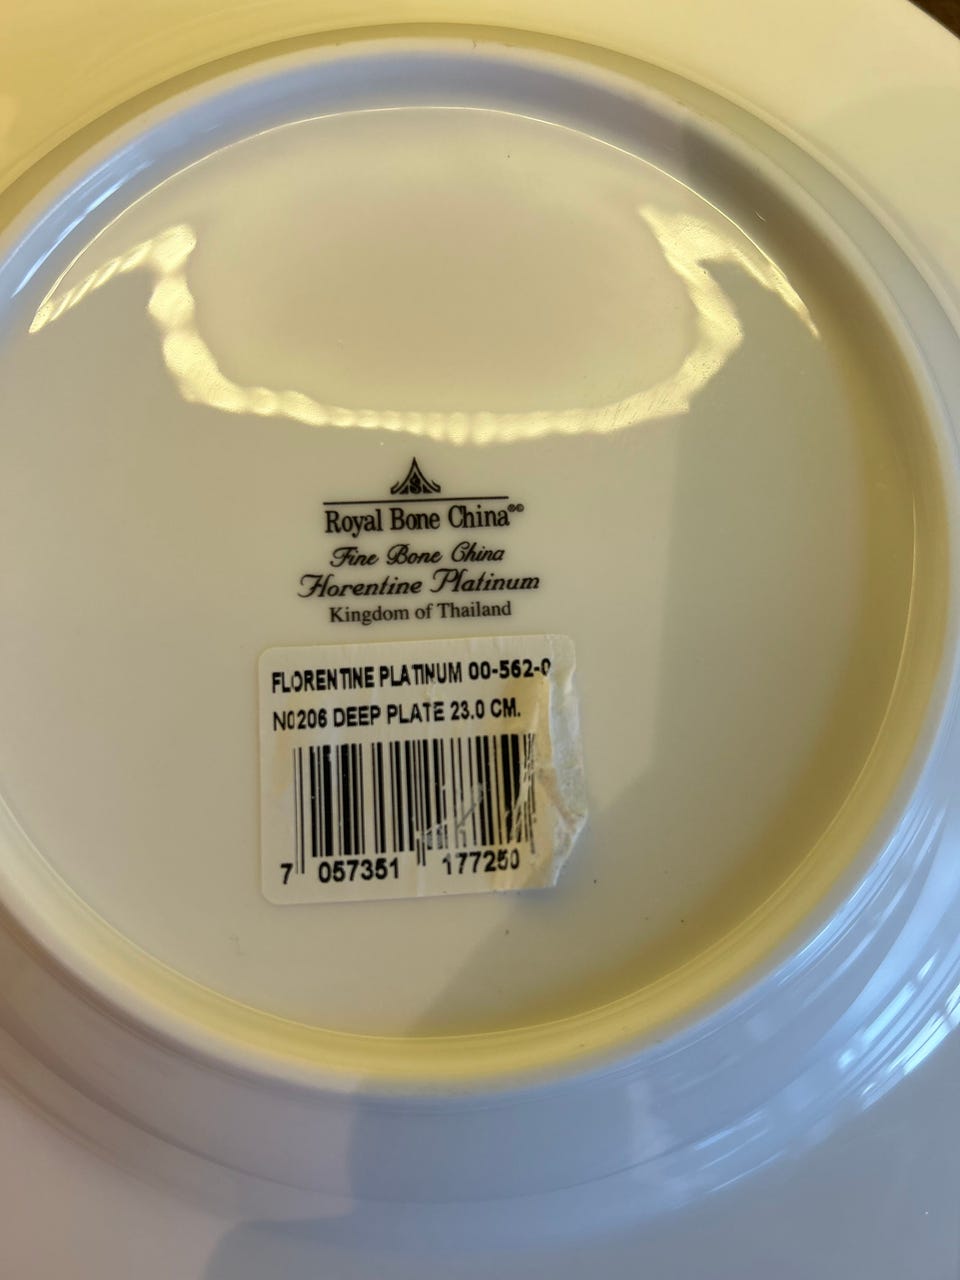 Royal Bone China
Fine Bone China
Florentine Platinum
Kingdom of Thailand
FLORENTINE PLATINUM 00-562-0
N0206 DEEP PLATE 23.0 CM.
7 057351 177250